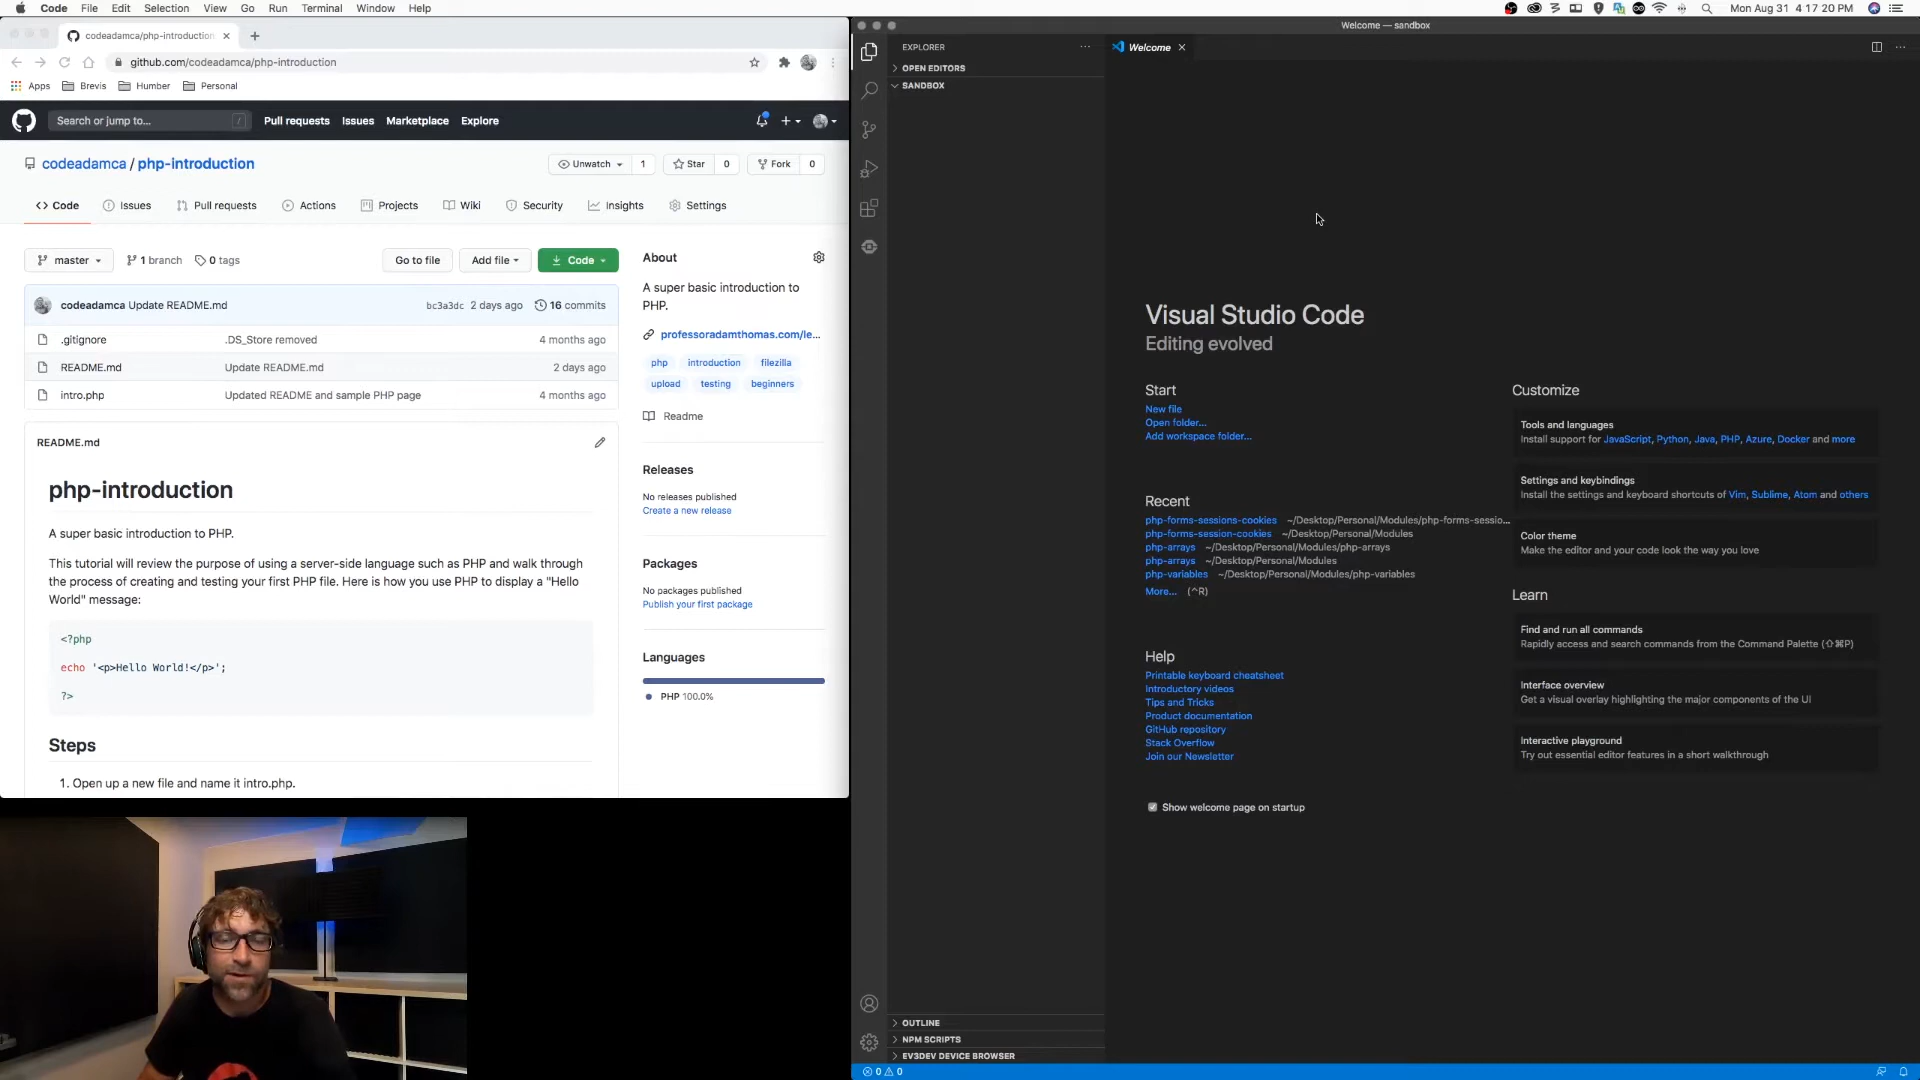 Code File Edit Selection View Go Run Terminal Window Help
Mon Aug 31 4:17:20 PM
codeadamca/php-introduction
github.com/codeadamca/php-introduction
Apps Brevis Humber Personal
Search or jump to... /
Pull requests Issues Marketplace Explore
codeadamca / php-introduction
Unwatch 1 Star 0 Fork 0
Code Issues Pull requests Actions Projects Wiki Security Insights Settings
master 1 branch 0 tags
Go to file Add file Code
codeadamca Update README.md bc3a3dc 2 days ago 16 commits
.gitignore .DS_Store removed 4 months ago
README.md Update README.md 2 days ago
intro.php Updated README and sample PHP page 4 months ago
README.md
php-introduction
A super basic introduction to PHP.
This tutorial will review the purpose of using a server-side language such as PHP and walk through
the process of creating and testing your first PHP file. Here is how you use PHP to display a "Hello
World" message:
<?php
echo '<p>Hello World!</p>';
?>
Steps
1. Open up a new file and name it intro.php.
About
A super basic introduction to
PHP.
professoradamthomas.com/le...
php introduction filezilla
upload testing beginners
Readme
Releases
No releases published
Create a new release
Packages
No packages published
Publish your first package
Languages
PHP 100.0%
Welcome — sandbox
EXPLORER ...
OPEN EDITORS
SANDBOX
OUTLINE
NPM SCRIPTS
EV3DEV DEVICE BROWSER
0 0
Welcome
Visual Studio Code
Editing evolved
Start
New file
Open folder...
Add workspace folder...
Recent
php-forms-sessions-cookies ~/Desktop/Personal/Modules/php-forms-sessio...
php-forms-session-cookies ~/Desktop/Personal/Modules
php-arrays ~/Desktop/Personal/Modules/php-arrays
php-arrays ~/Desktop/Personal/Modules
php-variables ~/Desktop/Personal/Modules/php-variables
More... (^R)
Help
Printable keyboard cheatsheet
Introductory videos
Tips and Tricks
Product documentation
GitHub repository
Stack Overflow
Join our Newsletter
Show welcome page on startup
Customize
Tools and languages
Install support for JavaScript, Python, Java, PHP, Azure, Docker and more
Settings and keybindings
Install the settings and keyboard shortcuts of Vim, Sublime, Atom and others
Color theme
Make the editor and your code look the way you love
Learn
Find and run all commands
Rapidly access and search commands from the Command Palette (⇧⌘P)
Interface overview
Get a visual overlay highlighting the major components of the UI
Interactive playground
Try out essential editor features in a short walkthrough